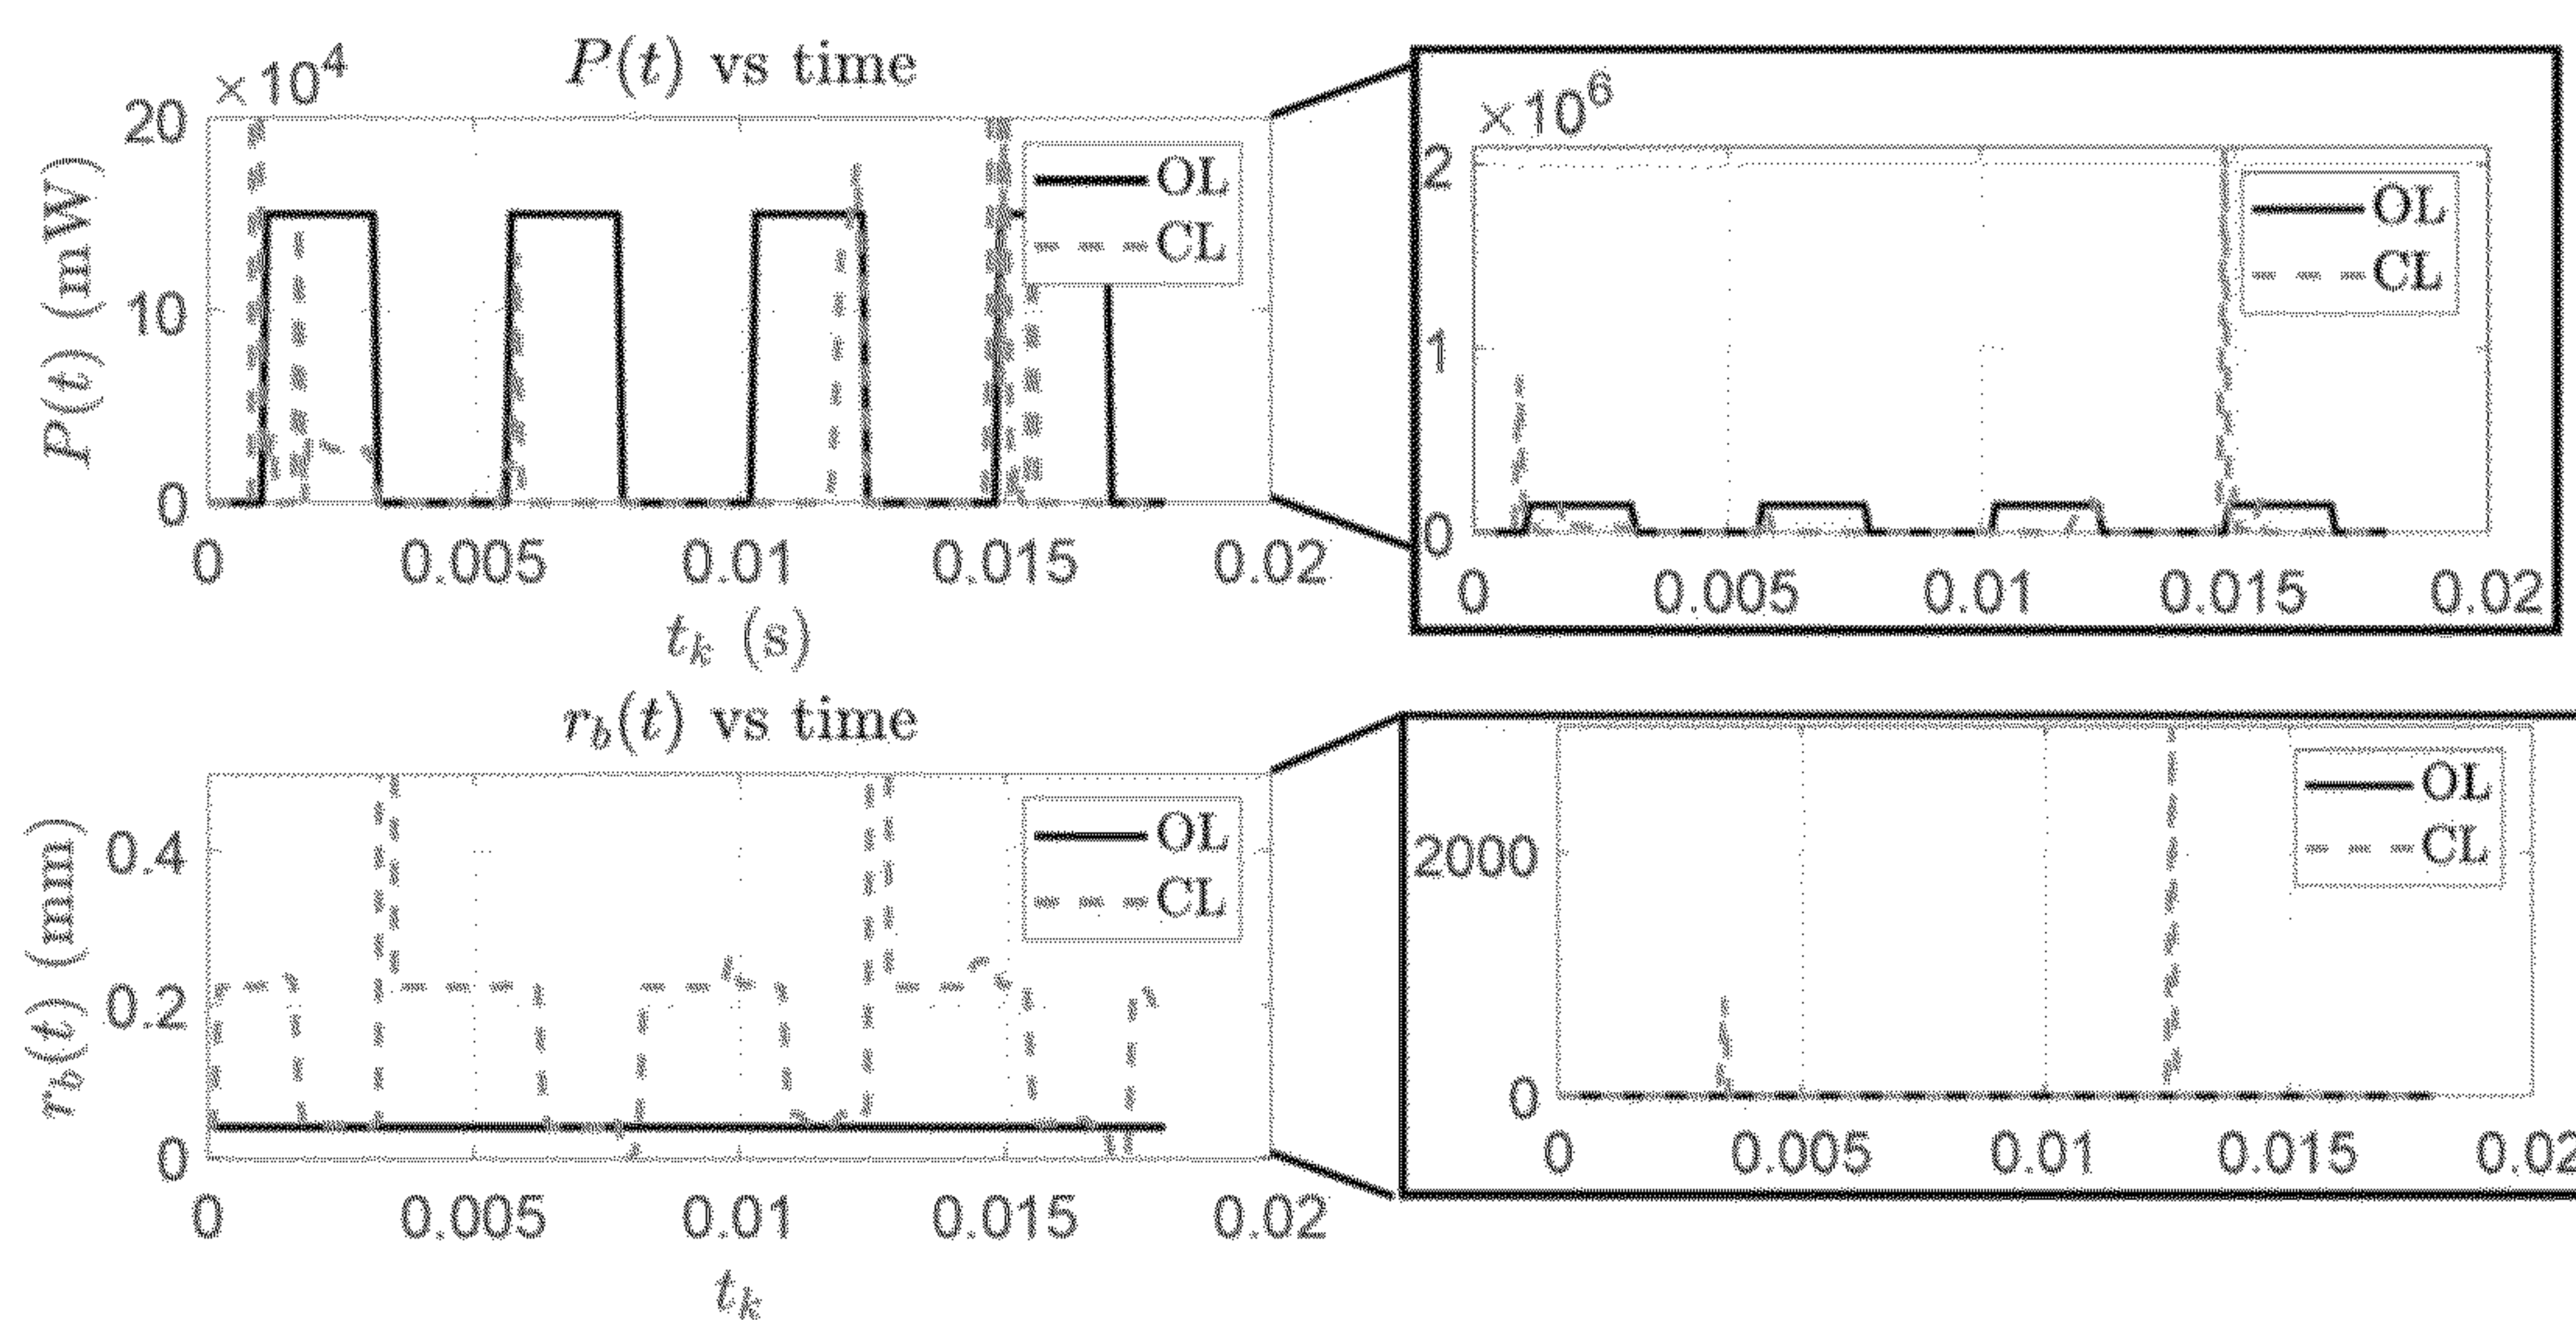 P(t) vs time
×10^4
20
10
0
P(t) (mW)
OL
CL
0 0.005 0.01 0.015 0.02
t_k (s)
×10^6
2
1
0
OL
CL
0 0.005 0.01 0.015 0.02
r_b(t) vs time
0.4
0.2
0
r_b(t) (mm)
OL
CL
0 0.005 0.01 0.015 0.02
t_k
2000
0
OL
CL
0 0.005 0.01 0.015 0.02